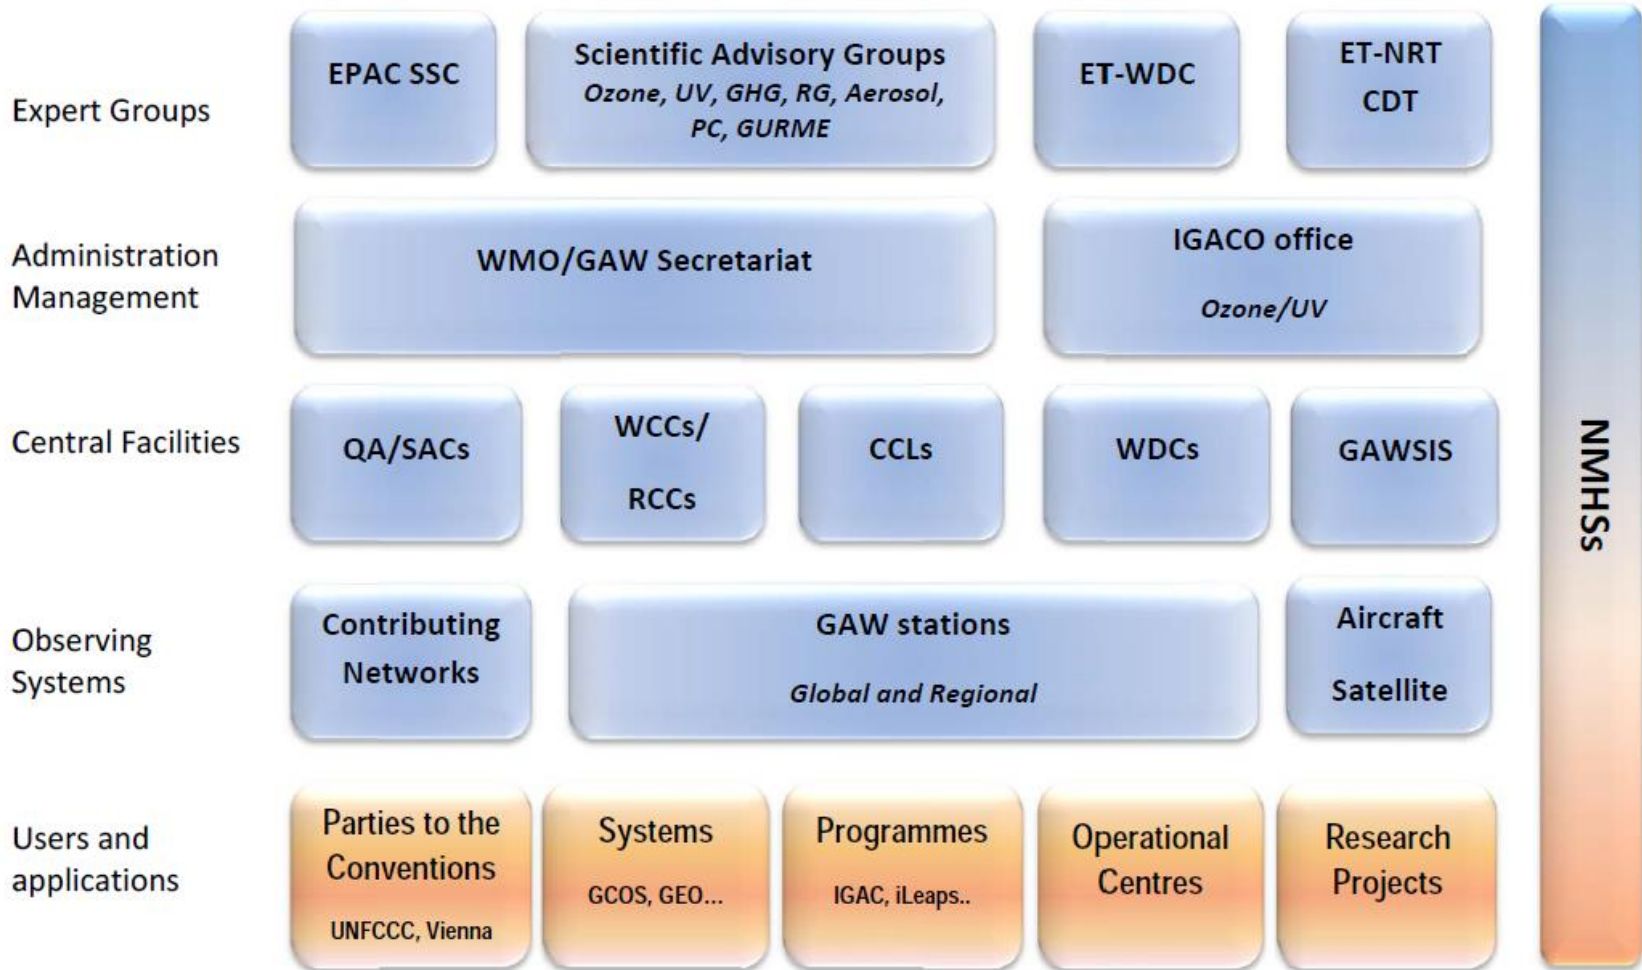 Expert Groups
EPAC SSC
Scientific Advisory Groups
Ozone, UV, GHG, RG, Aerosol,
PC, GURME
ET-WDC
ET-NRT
CDT
Administration
Management
WMO/GAW Secretariat
IGACO office
Ozone/UV
Central Facilities
QA/SACs
WCCs/
RCCs
CCLs
WDCs
GAWSIS
Observing
Systems
Contributing
Networks
GAW stations
Global and Regional
Aircraft
Satellite
Users and
applications
Parties to the
Conventions
UNFCCC, Vienna
Systems
GCOS, GEO...
Programmes
IGAC, iLeaps..
Operational
Centres
Research
Projects
NMHSs